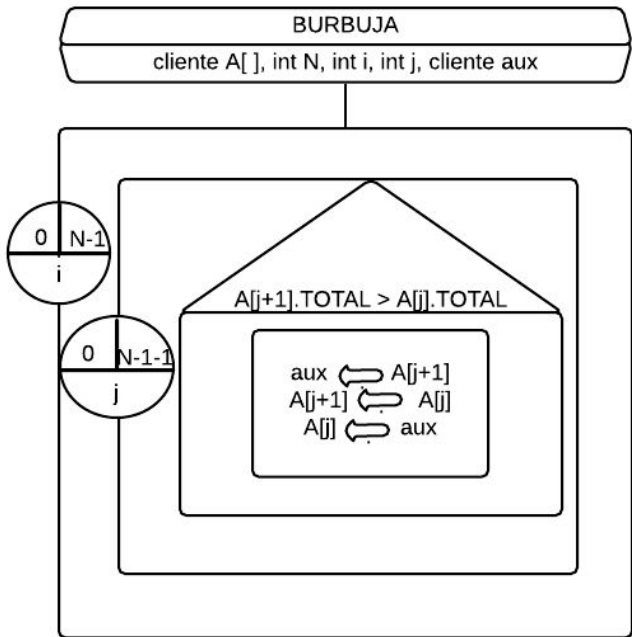 BURBUJA
cliente A[ ], int N, int i, int j, cliente aux
0 N-1
i
A[j+1].TOTAL > A[j].TOTAL
0 N-1-1
j
aux A[j+1]
A[j+1] A[j]
A[j] aux